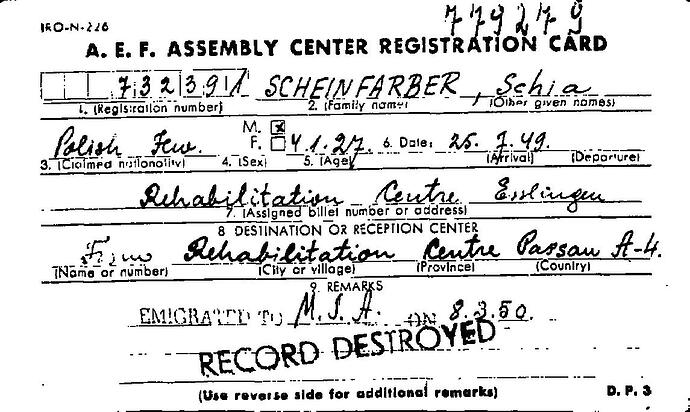 779279
IRO-N-226
A. E. F. ASSEMBLY CENTER REGISTRATION CARD
732391 SCHEINFARBER, Schia
1. (Registration number) 2. (Family name) (Other given names)
Polish Jew. M. ☒ F. ☐ 4.1.27. 6. Date: 25. 7.49.
3. (Claimed nationality) 4. (Sex) 5. (Age) (Arrival) (Departure)
Rehabilitation Centre Esslingen
7. (Assigned billet number or address)
8 DESTINATION OR RECEPTION CENTER
From Rehabilitation Centre Passau A-4.
(Name or number) (City or village) (Province) (Country)
9. REMARKS
EMIGRATED TO U.S.A. ON 8.3.50.
RECORD DESTROYED
(Use reverse side for additional remarks) D. P. 3